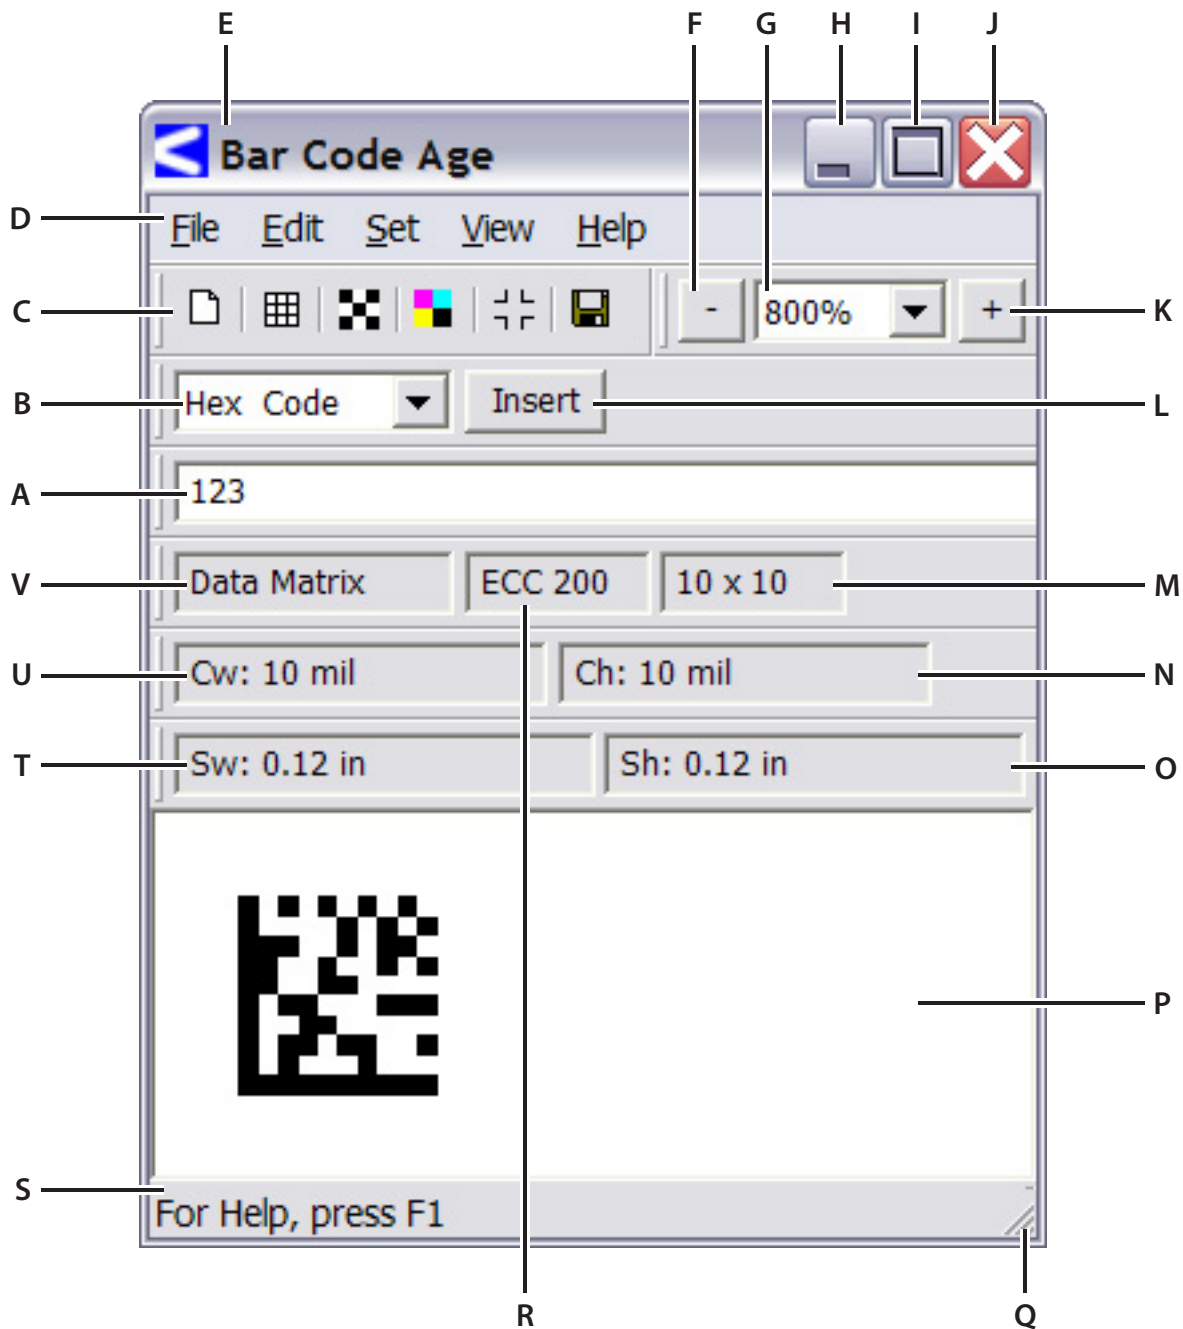 E F G H I J
Bar Code Age
D File Edit Set View Help
C - 800% + K
B Hex Code Insert L
A 123
V Data Matrix ECC 200 10 x 10 M
U Cw: 10 mil Ch: 10 mil N
T Sw: 0.12 in Sh: 0.12 in O
P
S
For Help, press F1
R Q